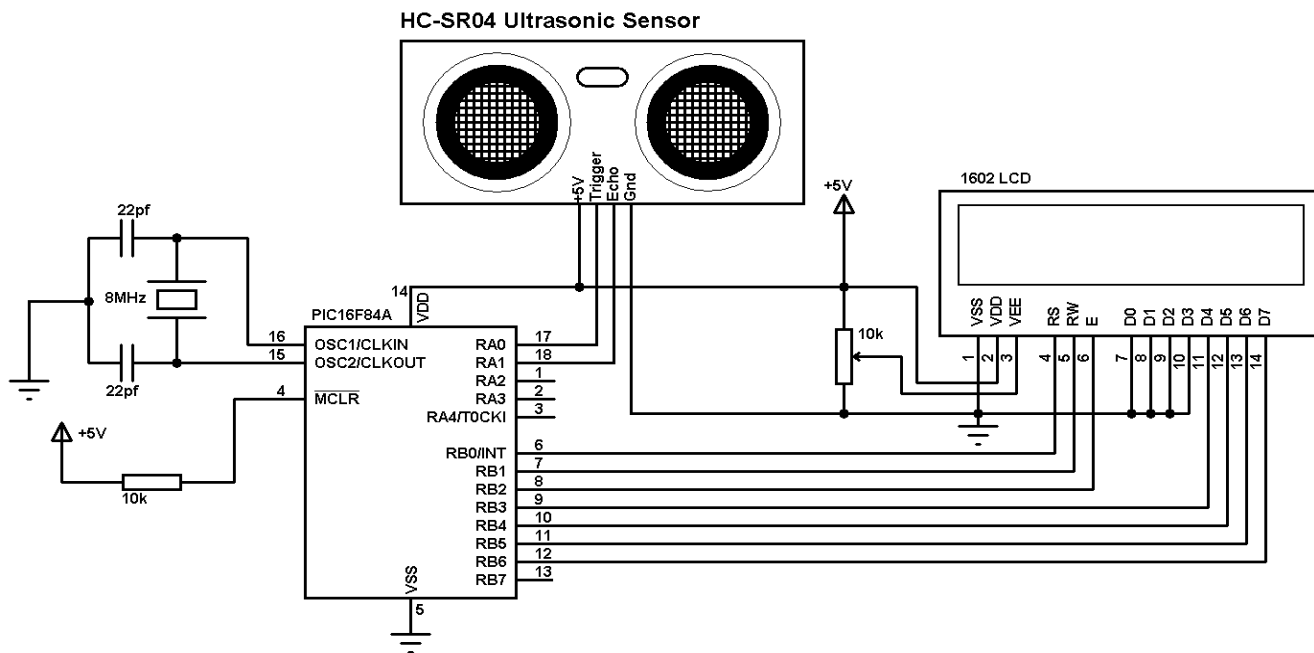 HC-SR04 Ultrasonic Sensor
+5V
Trigger
Echo
Gnd
1602 LCD
VSS
VDD
VEE
RS
RW
E
D0
D1
D2
D3
D4
D5
D6
D7
1
2
3
4
5
6
7
8
9
10
11
12
13
14
+5V
10k
22pf
8MHz
22pf
+5V
10k
PIC16F84A
14
VDD
16
OSC1/CLKIN
15
OSC2/CLKOUT
4
MCLR
RA0
17
RA1
18
RA2
1
RA3
2
RA4/T0CKI
3
RB0/INT
6
RB1
7
RB2
8
RB3
9
RB4
10
RB5
11
RB6
12
RB7
13
VSS
5